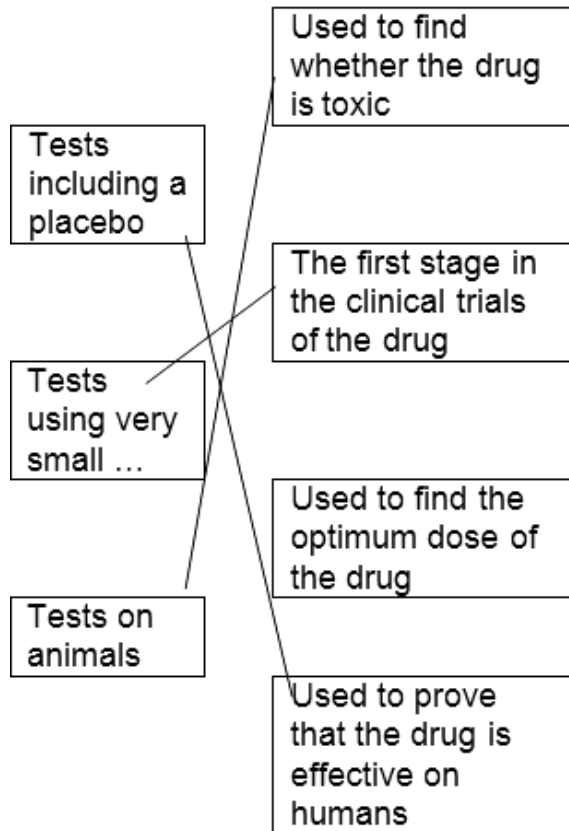 Tests
including a
placebo
Tests
using very
small …
Tests on
animals
Used to find
whether the drug
is toxic
The first stage in
the clinical trials
of the drug
Used to find the
optimum dose of
the drug
Used to prove
that the drug is
effective on
humans